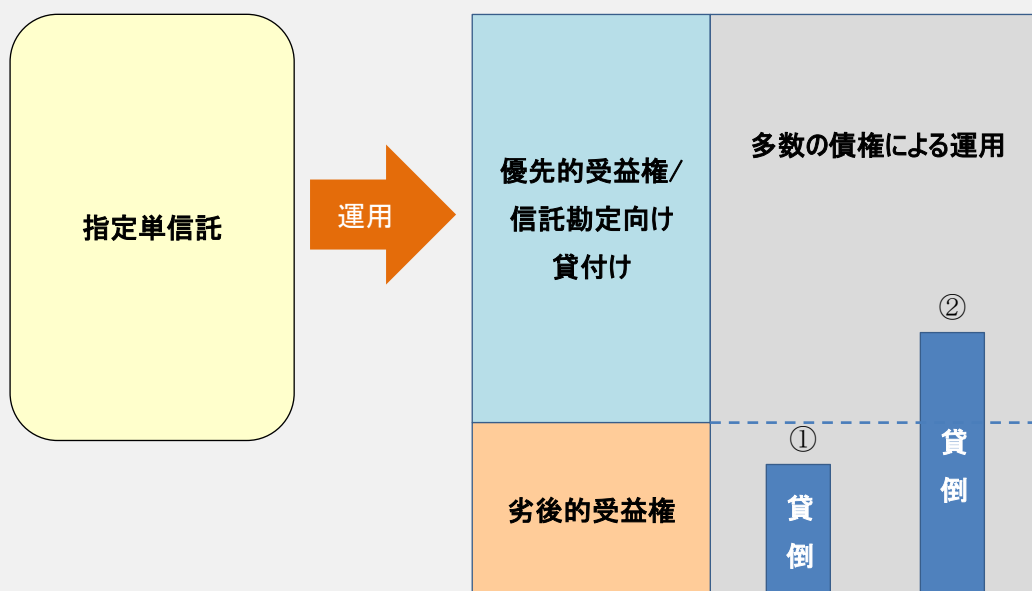 指定単信託
運用
優先的受益権/
信託勘定向け
貸付け
劣後的受益権
多数の債権による運用
①
貸
倒
②
貸
倒